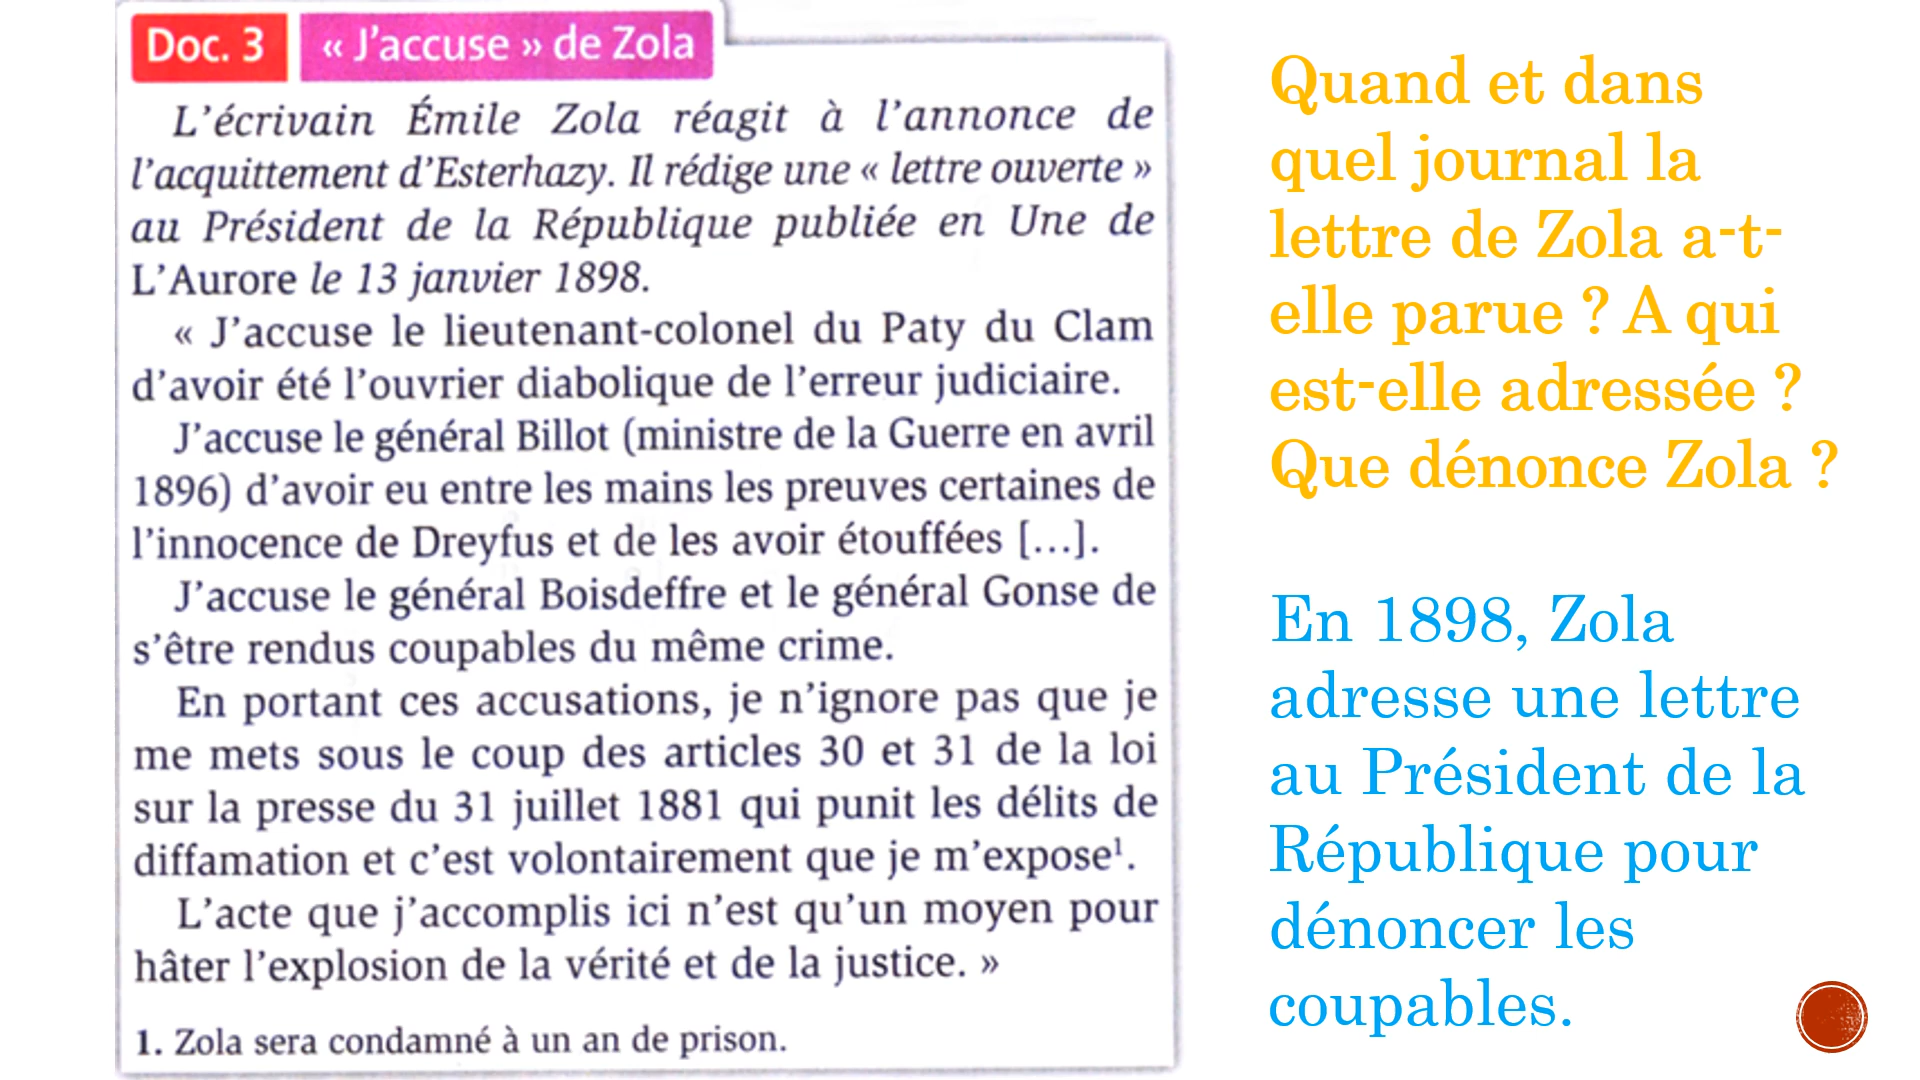 Doc. 3 « J’accuse » de Zola
L’écrivain Émile Zola réagit à l’annonce de
l’acquittement d’Esterhazy. Il rédige une « lettre ouverte »
au Président de la République publiée en Une de
L’Aurore le 13 janvier 1898.
« J’accuse le lieutenant-colonel du Paty du Clam
d’avoir été l’ouvrier diabolique de l’erreur judiciaire.
J’accuse le général Billot (ministre de la Guerre en avril
1896) d’avoir eu entre les mains les preuves certaines de
l’innocence de Dreyfus et de les avoir étouffées […].
J’accuse le général Boisdeffre et le général Gonse de
s’être rendus coupables du même crime.
En portant ces accusations, je n’ignore pas que je
me mets sous le coup des articles 30 et 31 de la loi
sur la presse du 31 juillet 1881 qui punit les délits de
diffamation et c’est volontairement que je m’expose¹.
L’acte que j’accomplis ici n’est qu’un moyen pour
hâter l’explosion de la vérité et de la justice. »
1. Zola sera condamné à un an de prison.
Quand et dans
quel journal la
lettre de Zola a-t-
elle parue ? A qui
est-elle adressée ?
Que dénonce Zola ?
En 1898, Zola
adresse une lettre
au Président de la
République pour
dénoncer les
coupables.